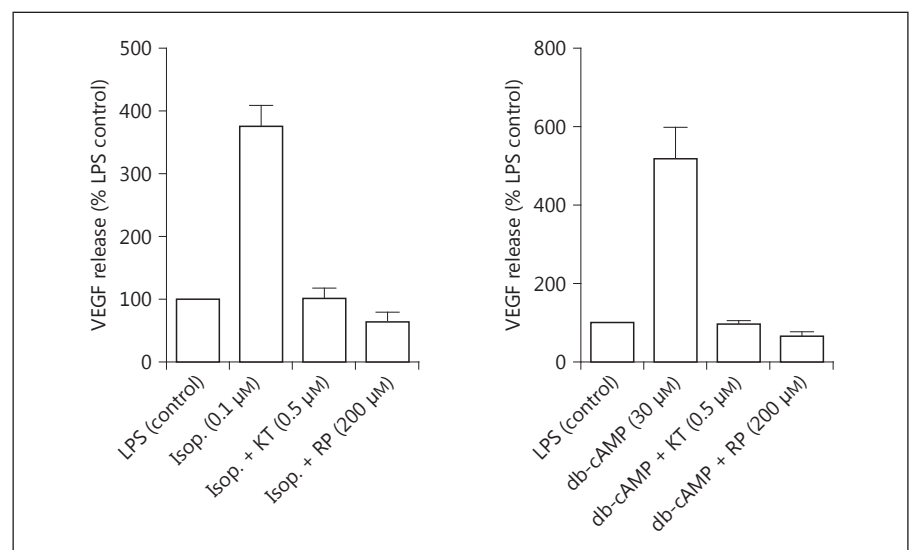 500
400
300
200
100
0
VEGF release (% LPS control)
LPS (control)
Isop. (0.1 µM)
Isop. + KT (0.5 µM)
Isop. + RP (200 µM)
800
600
400
200
0
VEGF release (% LPS control)
LPS (control)
db-cAMP (30 µM)
db-cAMP + KT (0.5 µM)
db-cAMP + RP (200 µM)